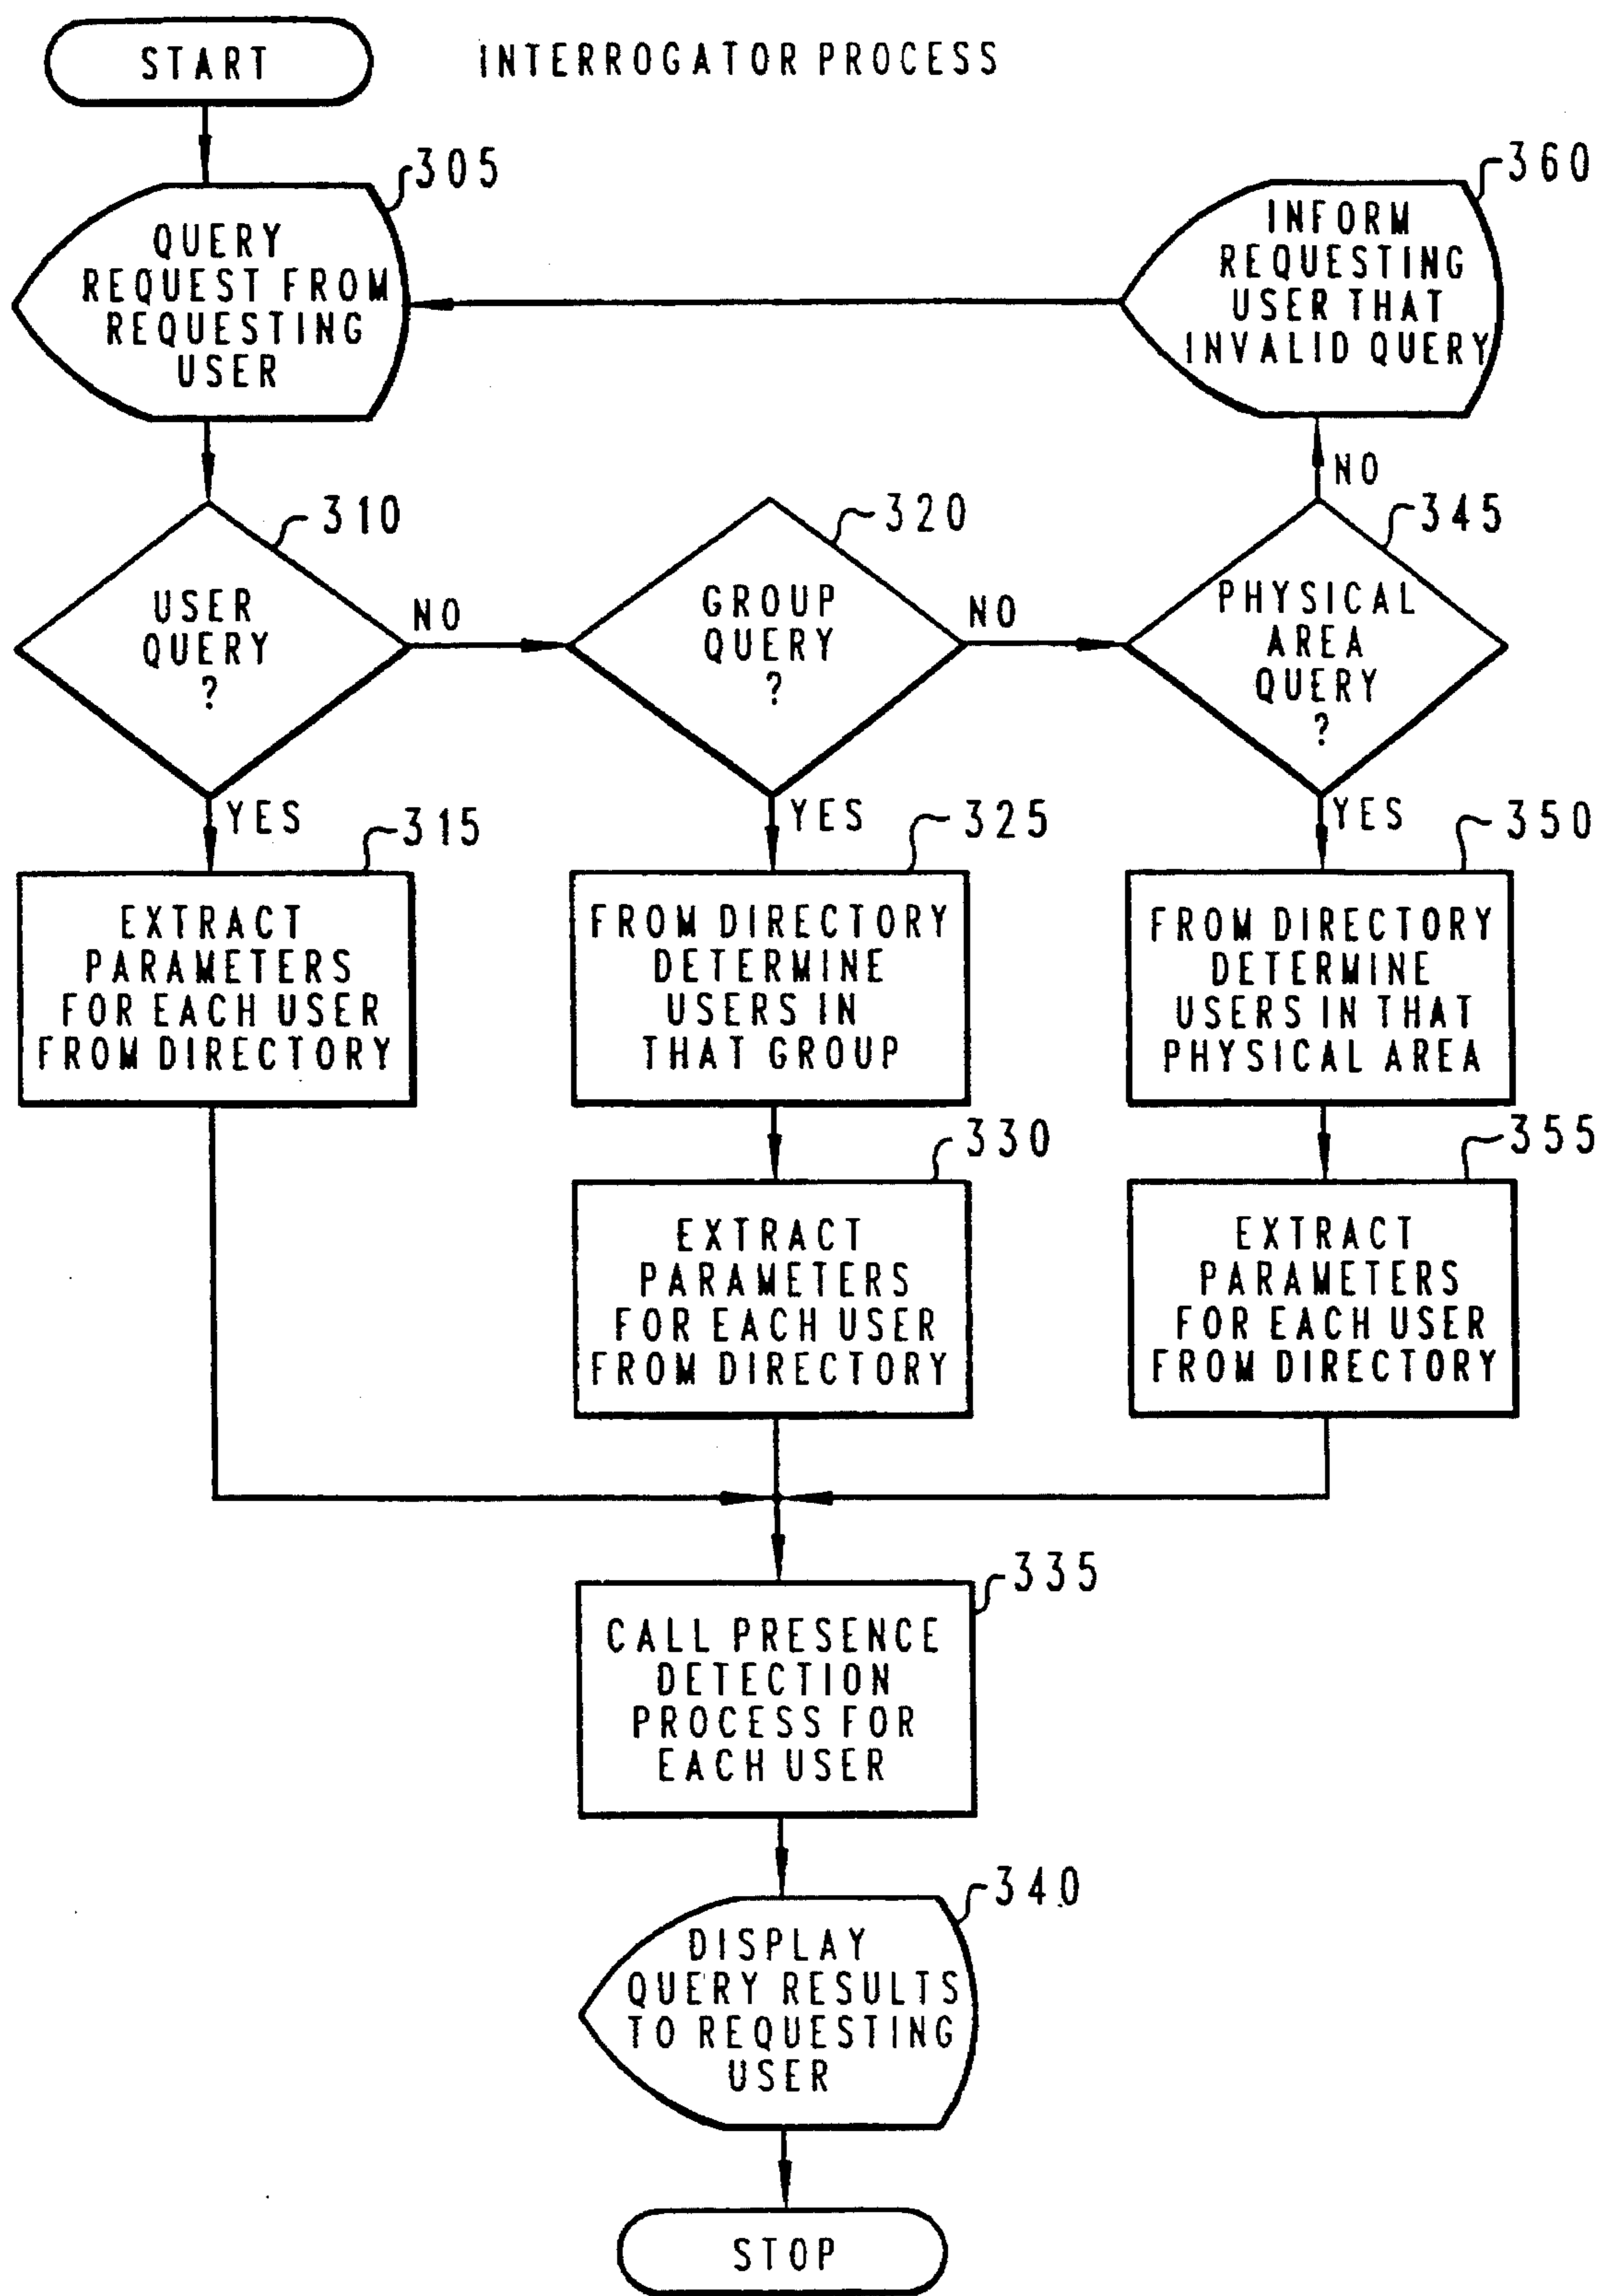 START
INTERROGATOR PROCESS
305
QUERY
REQUEST FROM
REQUESTING
USER
360
INFORM
REQUESTING
USER THAT
INVALID QUERY
NO
310
USER
QUERY
?
NO
320
GROUP
QUERY
?
NO
345
PHYSICAL
AREA
QUERY
?
YES
315
EXTRACT
PARAMETERS
FOR EACH USER
FROM DIRECTORY
YES
325
FROM DIRECTORY
DETERMINE
USERS IN
THAT GROUP
YES
350
FROM DIRECTORY
DETERMINE
USERS IN THAT
PHYSICAL AREA
330
EXTRACT
PARAMETERS
FOR EACH USER
FROM DIRECTORY
355
EXTRACT
PARAMETERS
FOR EACH USER
FROM DIRECTORY
335
CALL PRESENCE
DETECTION
PROCESS FOR
EACH USER
340
DISPLAY
QUERY RESULTS
TO REQUESTING
USER
STOP